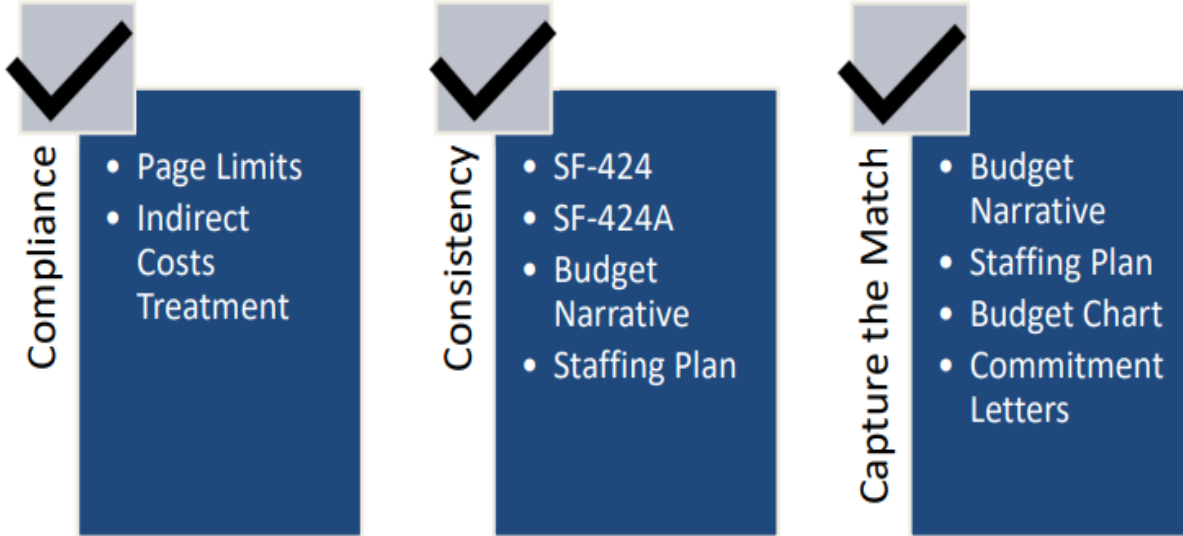 Compliance
• Page Limits
• Indirect
Costs
Treatment
Consistency
• SF-424
• SF-424A
• Budget
Narrative
• Staffing Plan
Capture the Match
• Budget
Narrative
• Staffing Plan
• Budget Chart
• Commitment
Letters